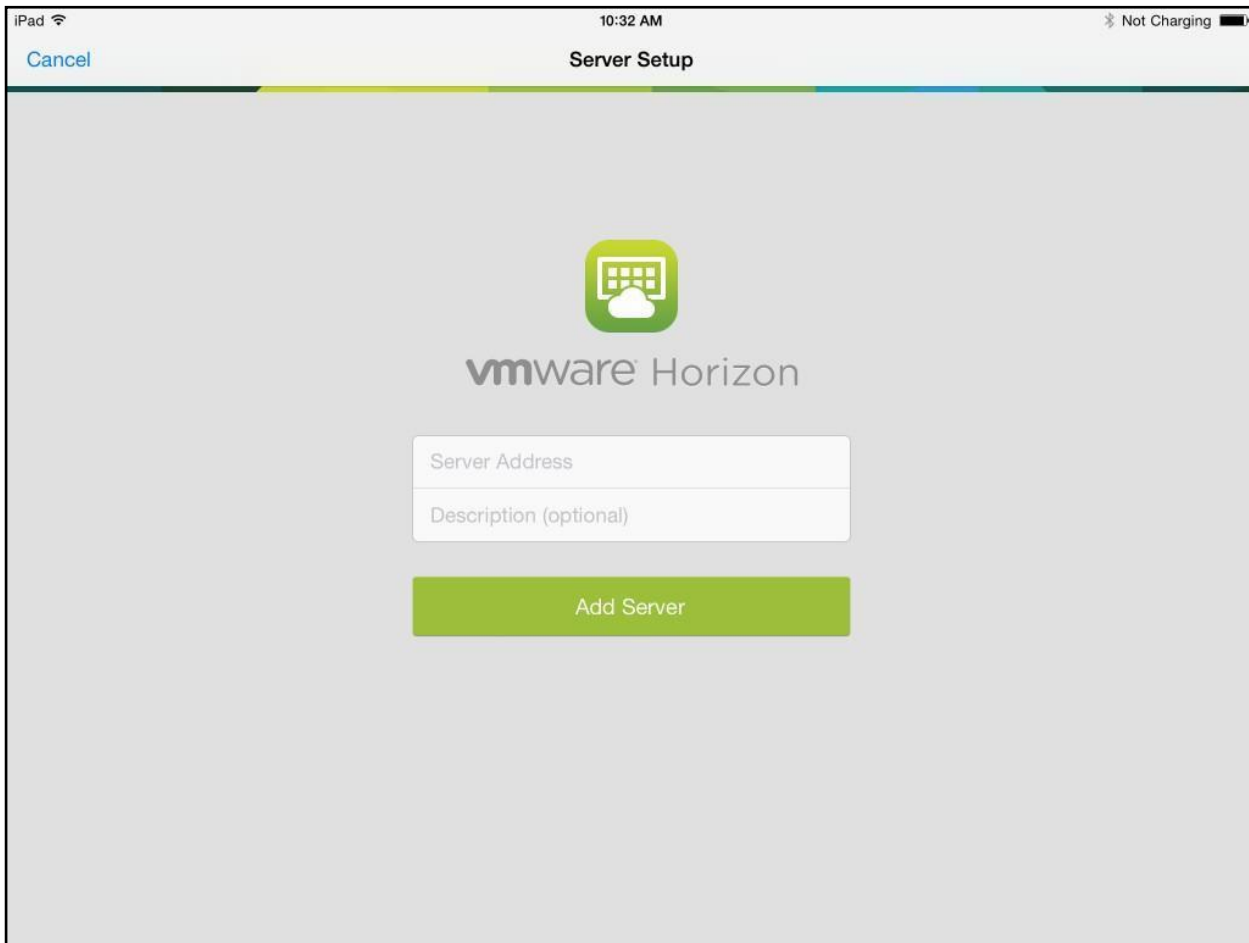 iPad 10:32 AM Not Charging
Cancel Server Setup
vmware Horizon
Server Address
Description (optional)
Add Server